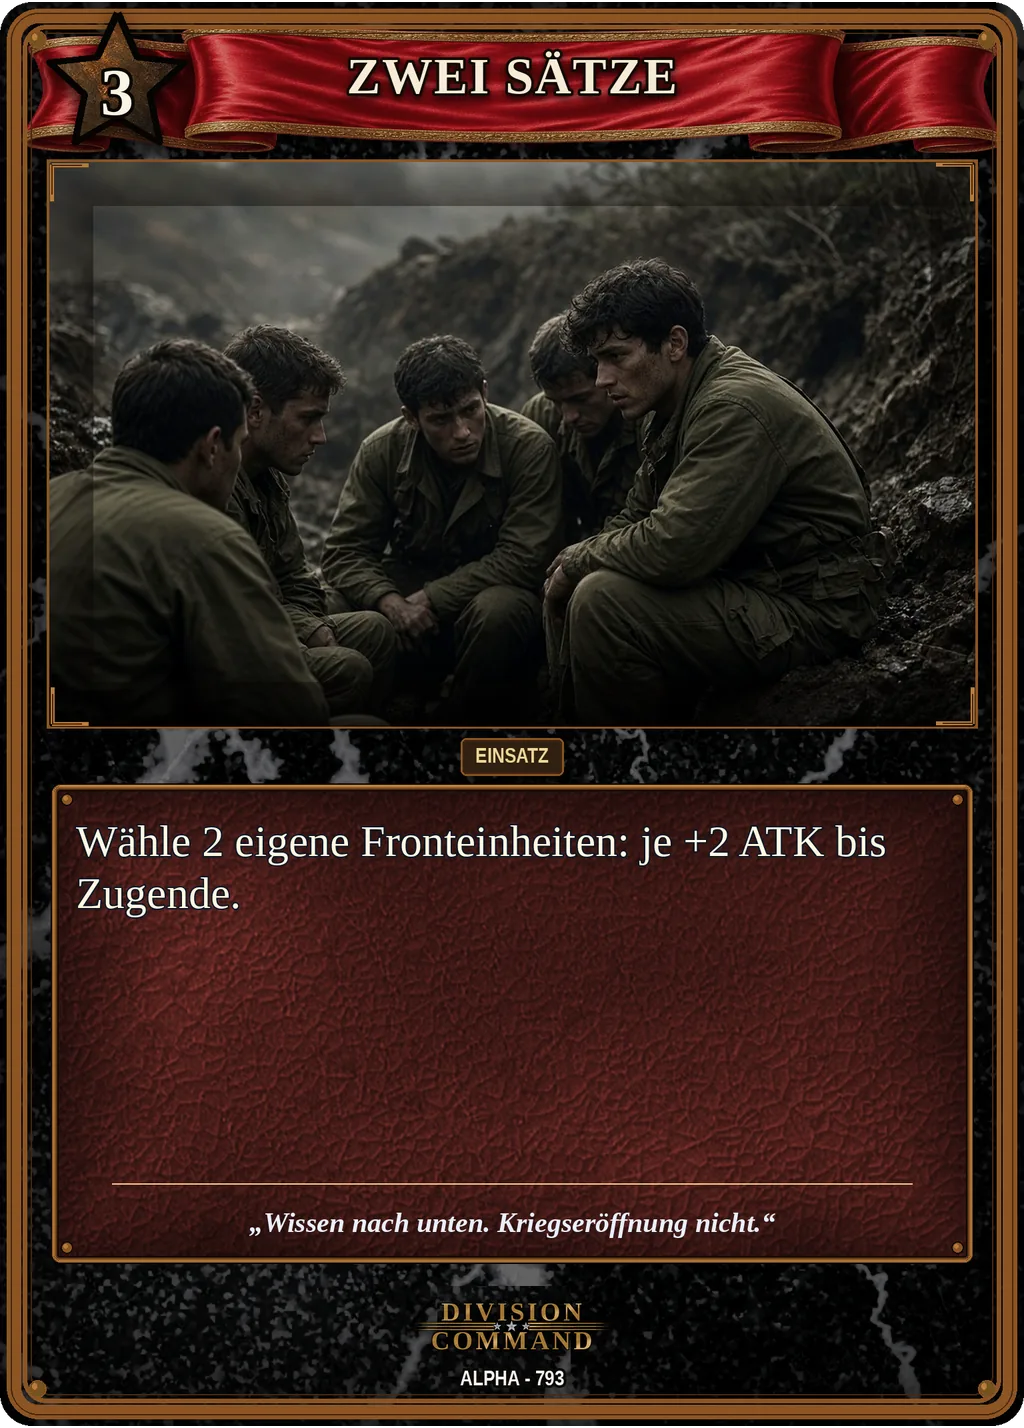 3
ZWEI SÄTZE
EINSATZ
Wähle 2 eigene Fronteinheiten: je +2 ATK bis
Zugende.
„Wissen nach unten. Kriegseröffnung nicht.“
DIVISION
COMMAND
ALPHA - 793